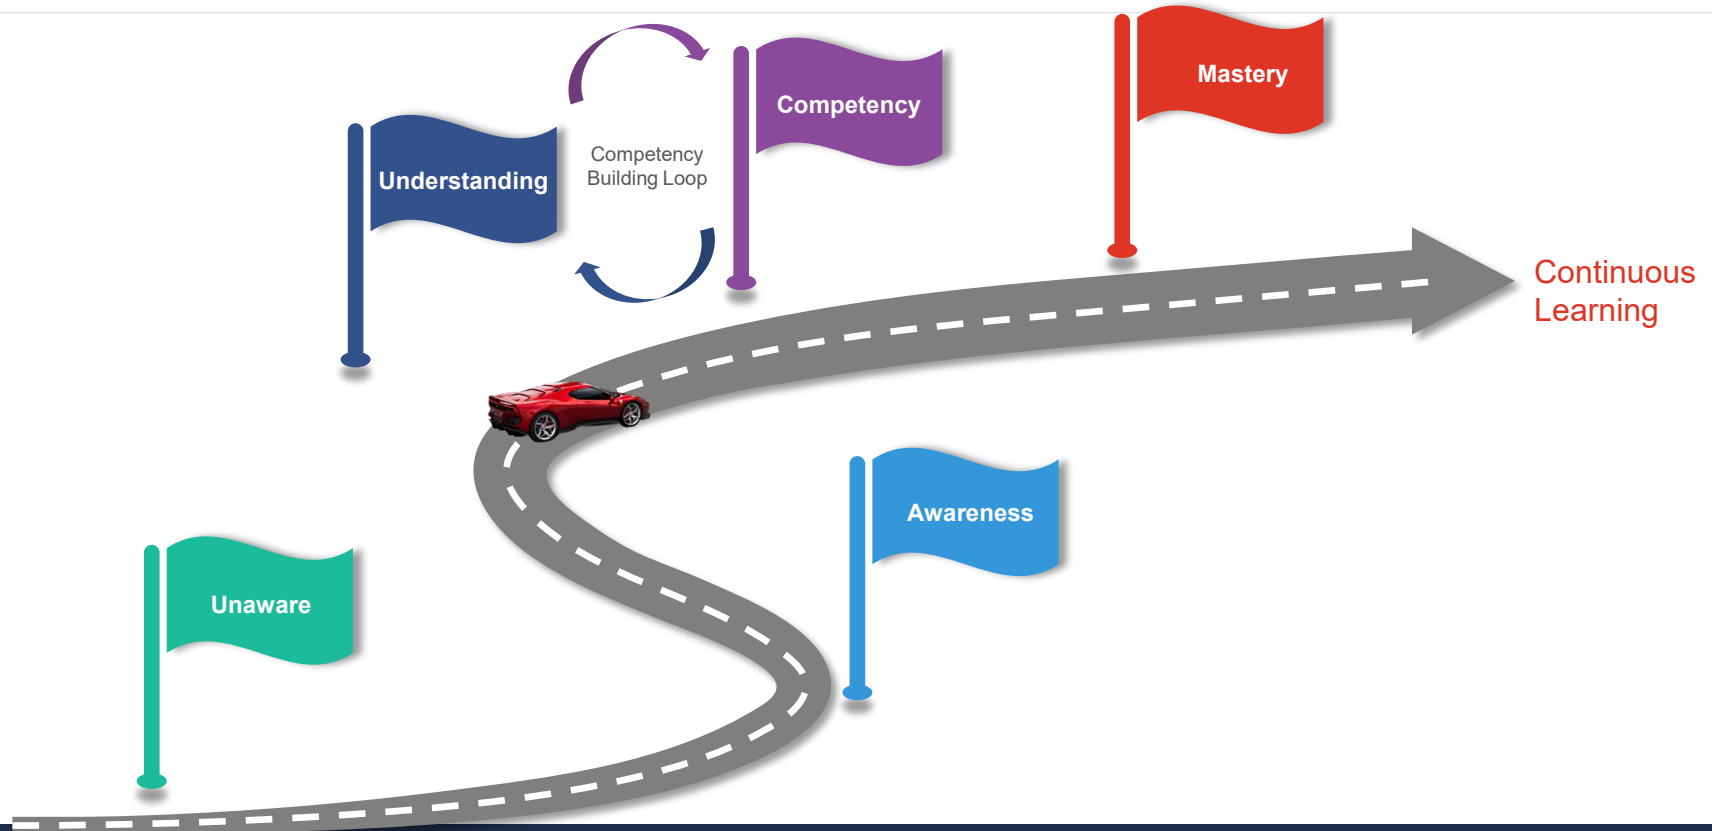 Mastery
Competency
Competency
Building Loop
Understanding
Continuous
Learning
Awareness
Unaware